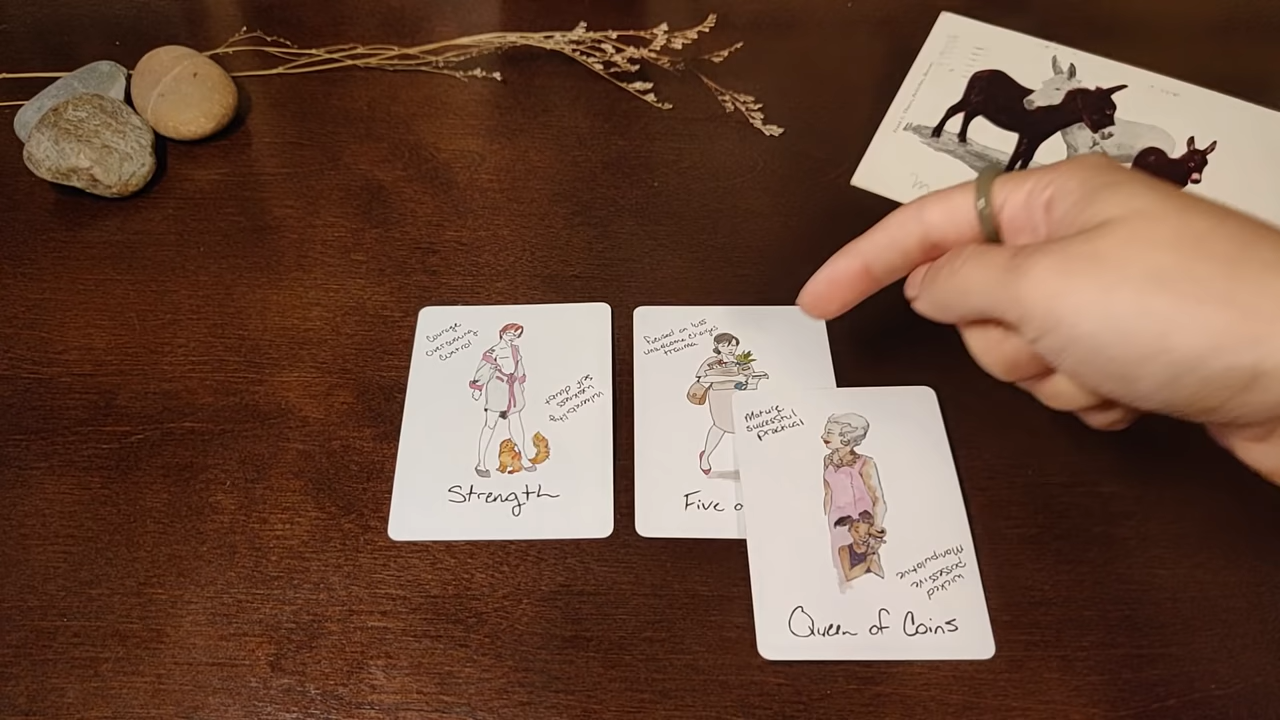 Courage
overcoming
control
vulnerability
weakness
self doubt
Strength
Focused on loss
unwelcome changes
trauma
Five o
Mature
successful
practical
wicked
possessive
Manipulative
Queen of Coins